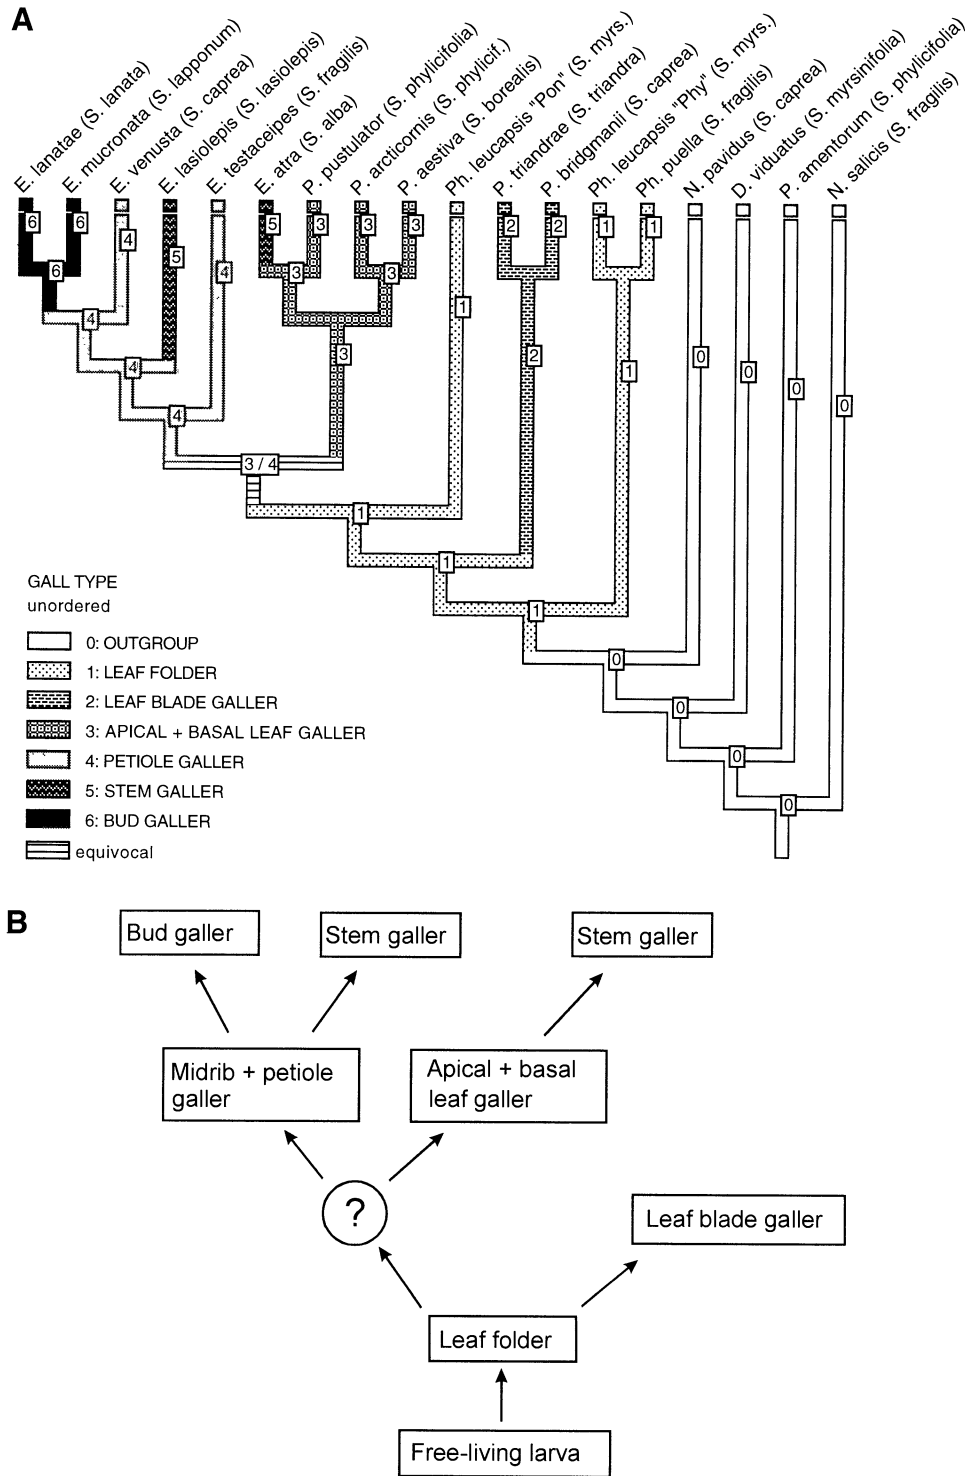 A
E. lanatae (S. lanata)
E. mucronata (S. lapponum)
E. venusta (S. caprea)
E. lasiolepis (S. lasiolepis)
E. testaceipes (S. fragilis)
E. atra (S. alba)
P. pustulator (S. phylicifolia)
P. arcticornis (S. phylicif.)
P. aestiva (S. borealis)
Ph. leucapsis "Pon" (S. myrs.)
P. triandrae (S. triandra)
P. bridgmanii (S. caprea)
Ph. leucapsis "Phy" (S. myrs.)
Ph. puella (S. fragilis)
N. pavidus (S. caprea)
D. viduatus (S. myrsinifolia)
P. amentorum (S. phylicifolia)
N. salicis (S. fragilis)
6 6 4 5 4 5 3 3 3 1 2 2 1 1 0 0 0 0
6 3 3
4 3 2 1
4
4
3 / 4
1
1
1
0
0
0
0
GALL TYPE
unordered
0: OUTGROUP
1: LEAF FOLDER
2: LEAF BLADE GALLER
3: APICAL + BASAL LEAF GALLER
4: PETIOLE GALLER
5: STEM GALLER
6: BUD GALLER
equivocal
B
Bud galler
Stem galler
Stem galler
Midrib + petiole
galler
Apical + basal
leaf galler
?
Leaf blade galler
Leaf folder
Free-living larva